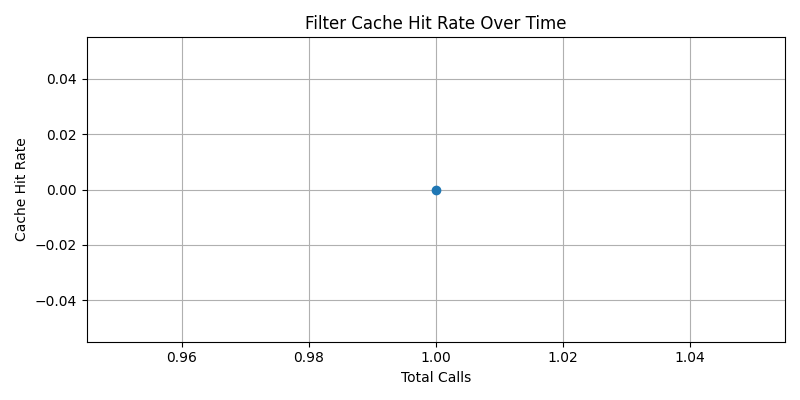 Filter Cache Hit Rate Over Time
Cache Hit Rate
0.04
0.02
0.00
−0.02
−0.04
0.96 0.98 1.00 1.02 1.04
Total Calls